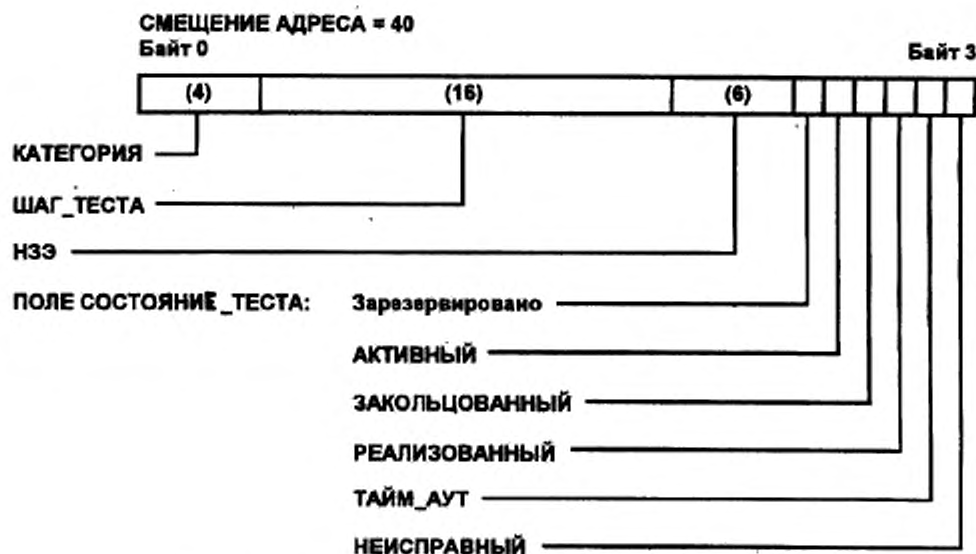 СМЕЩЕНИЕ АДРЕСА = 40
Байт 0 Байт 3
(4) (16) (6)
КАТЕГОРИЯ
ШАГ_ТЕСТА
НЗЭ
ПОЛЕ СОСТОЯНИЕ_ТЕСТА: Зарезервировано
АКТИВНЫЙ
ЗАКОЛЬЦОВАННЫЙ
РЕАЛИЗОВАННЫЙ
ТАЙМ_АУТ
НЕИСПРАВНЫЙ